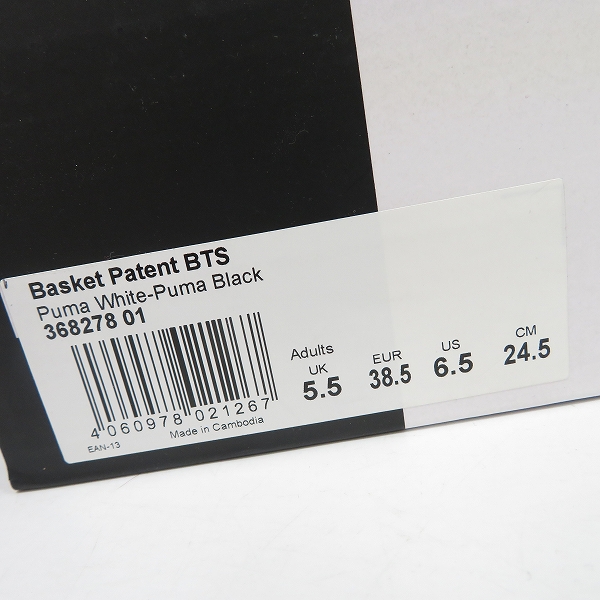 Basket Patent BTS
Puma White-Puma Black
368278 01
Adults
UK EUR US CM
5.5 38.5 6.5 24.5
4 060978 021267
EAN-13 Made in Cambodia